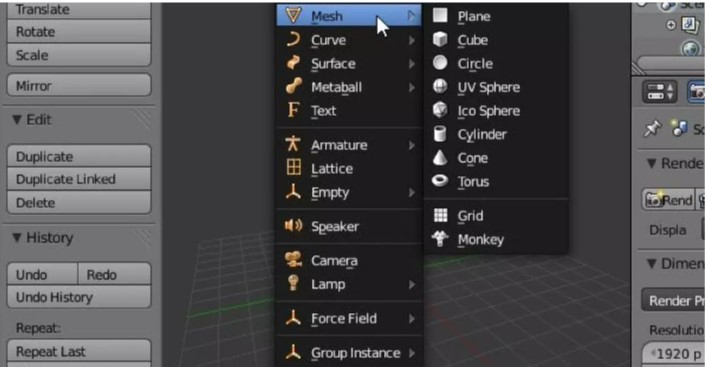 Translate
Rotate
Scale
Mirror
Edit
Duplicate
Duplicate Linked
Delete
History
Undo Redo
Undo History
Repeat:
Repeat Last
Mesh
Curve
Surface
Metaball
Text
Armature
Lattice
Empty
Speaker
Camera
Lamp
Force Field
Group Instance
Plane
Cube
Circle
UV Sphere
Ico Sphere
Cylinder
Cone
Torus
Grid
Monkey
Rende
Rend
Displa
Dimen
Render Pr
Resolutio
1920 p